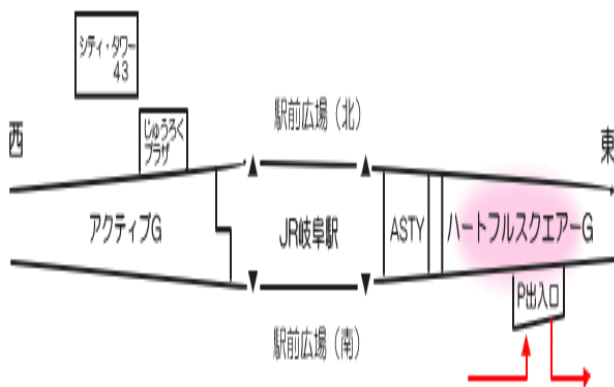 シティ・タワー
43
駅前広場（北）
じゅうろく
プラザ
西
東
アクティブG
JR岐阜駅
ASTY
ハートフルスクエアーG
P出入口
駅前広場（南）